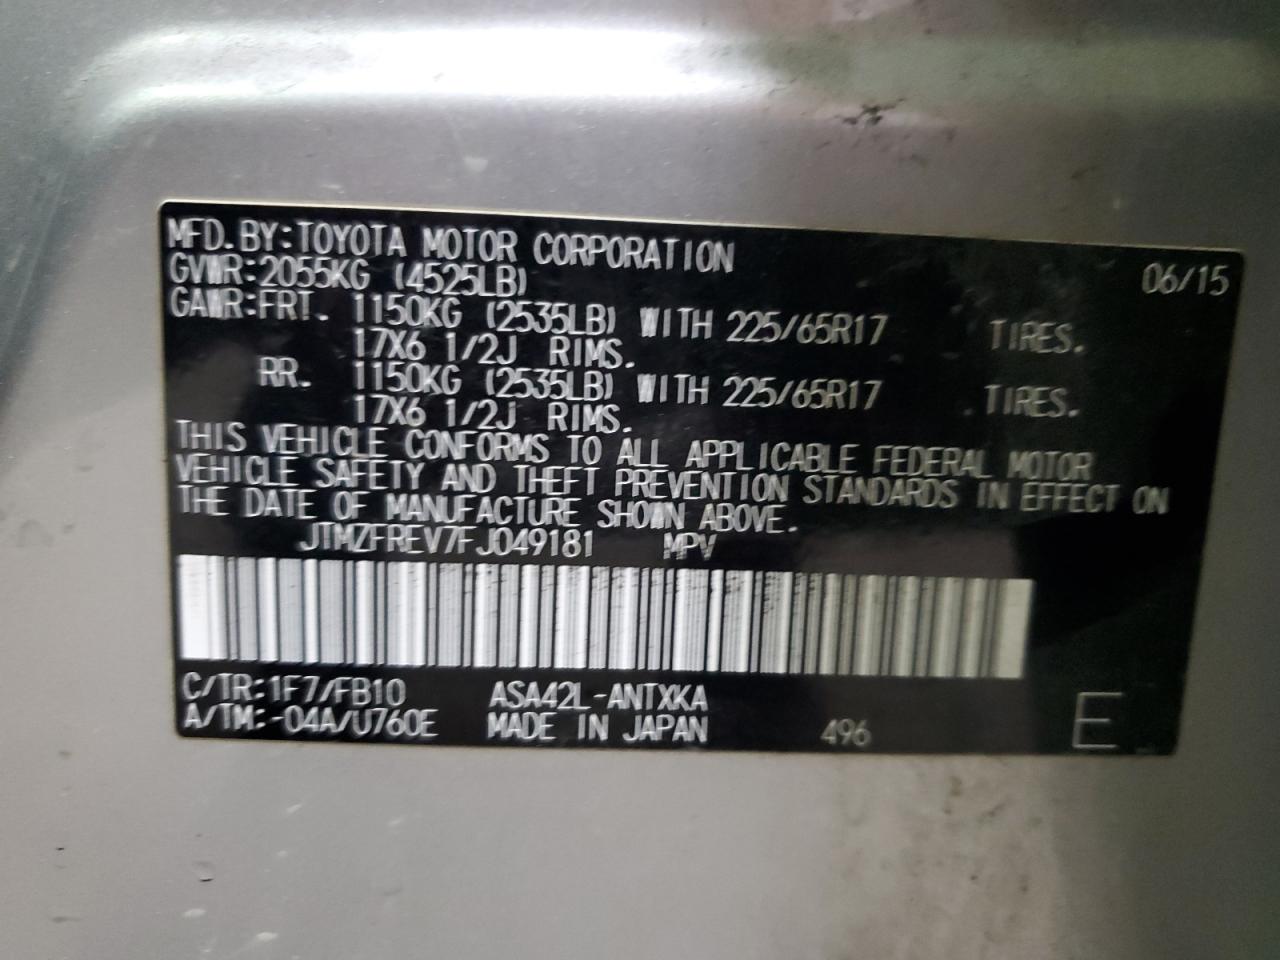 MFD. BY:TOYOTA MOTOR CORPORATION 06/15
GVWR:2055KG (4525LB)
GAWR:FRT. 1150KG (2535LB) WITH 225/65R17 TIRES.
17X6 1/2J RIMS.
RR. 1150KG (2535LB) WITH 225/65R17 TIRES.
17X6 1/2J RIMS.
THIS VEHICLE CONFORMS TO ALL APPLICABLE FEDERAL MOTOR
VEHICLE SAFETY AND THEFT PREVENTION STANDARDS IN EFFECT ON
THE DATE OF MANUFACTURE SHOWN ABOVE.
JTMZFREV7FJ049181 MPV
C/TR:1F7/FB10 ASA42L-ANTXKA
A/TM:-04A/U760E MADE IN JAPAN 496 E